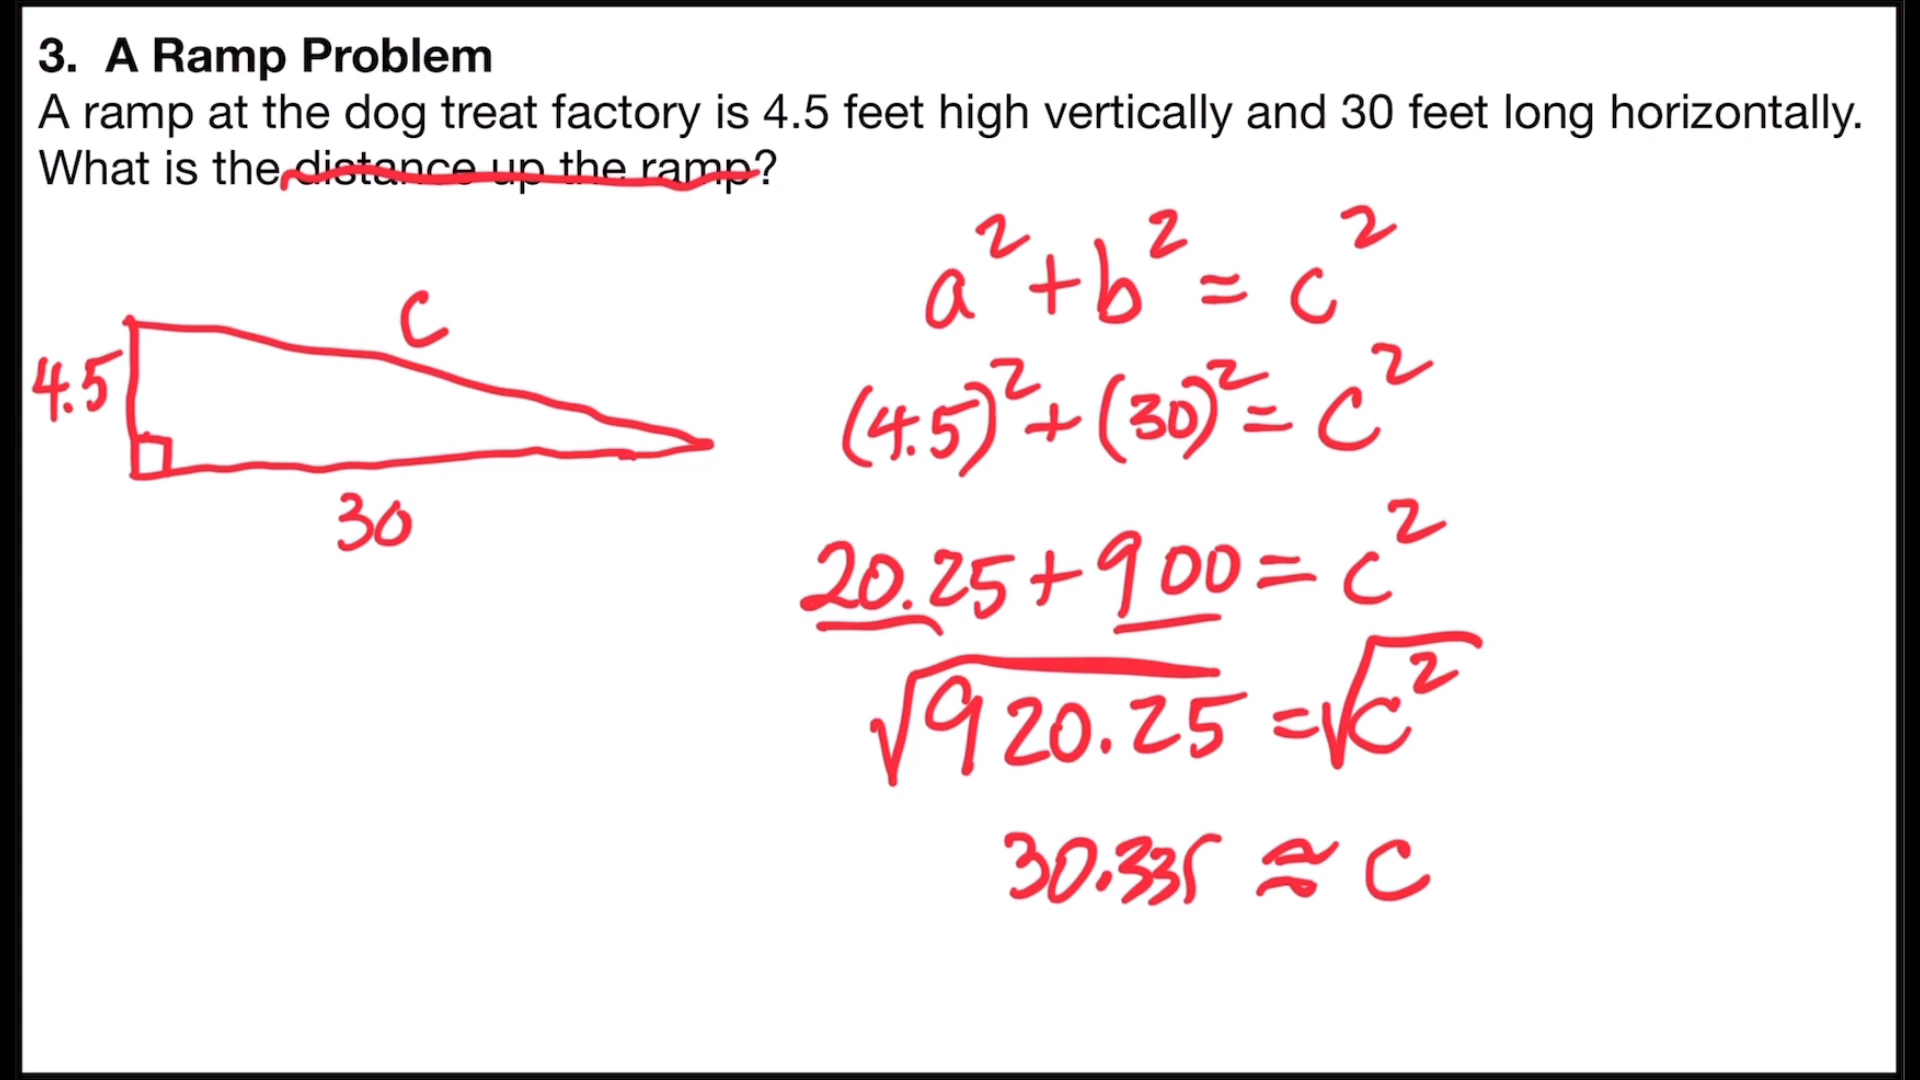 3. A Ramp Problem
A ramp at the dog treat factory is 4.5 feet high vertically and 30 feet long horizontally.
What is the distance up the ramp?
a² + b² = c²
c
4.5
(4.5)² + (30)² = c²
30
20.25 + 900 = c²
√920.25 = √c²
30.335 ≈ c